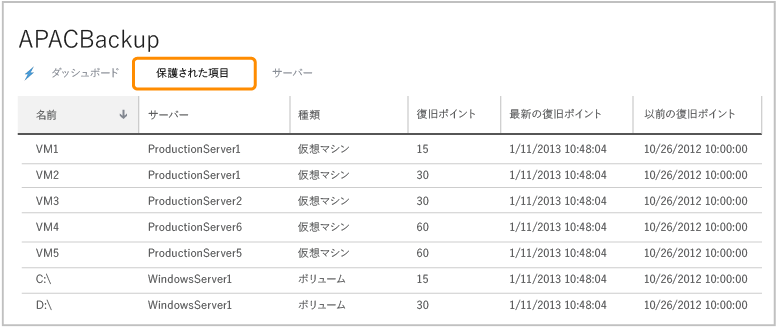 APACBackup
ダッシュボード 保護された項目 サーバー
名前 サーバー 種類 復旧ポイント 最新の復旧ポイント 以前の復旧ポイント
VM1 ProductionServer1 仮想マシン 15 1/11/2013 10:48:04 10/26/2012 10:00:00
VM2 ProductionServer1 仮想マシン 30 1/11/2013 10:48:04 10/26/2012 10:00:00
VM3 ProductionServer2 仮想マシン 30 1/11/2013 10:48:04 10/26/2012 10:00:00
VM4 ProductionServer6 仮想マシン 60 1/11/2013 10:48:04 10/26/2012 10:00:00
VM5 ProductionServer5 仮想マシン 60 1/11/2013 10:48:04 10/26/2012 10:00:00
C:\ WindowsServer1 ボリューム 15 1/11/2013 10:48:04 10/26/2012 10:00:00
D:\ WindowsServer1 ボリューム 30 1/11/2013 10:48:04 10/26/2012 10:00:00